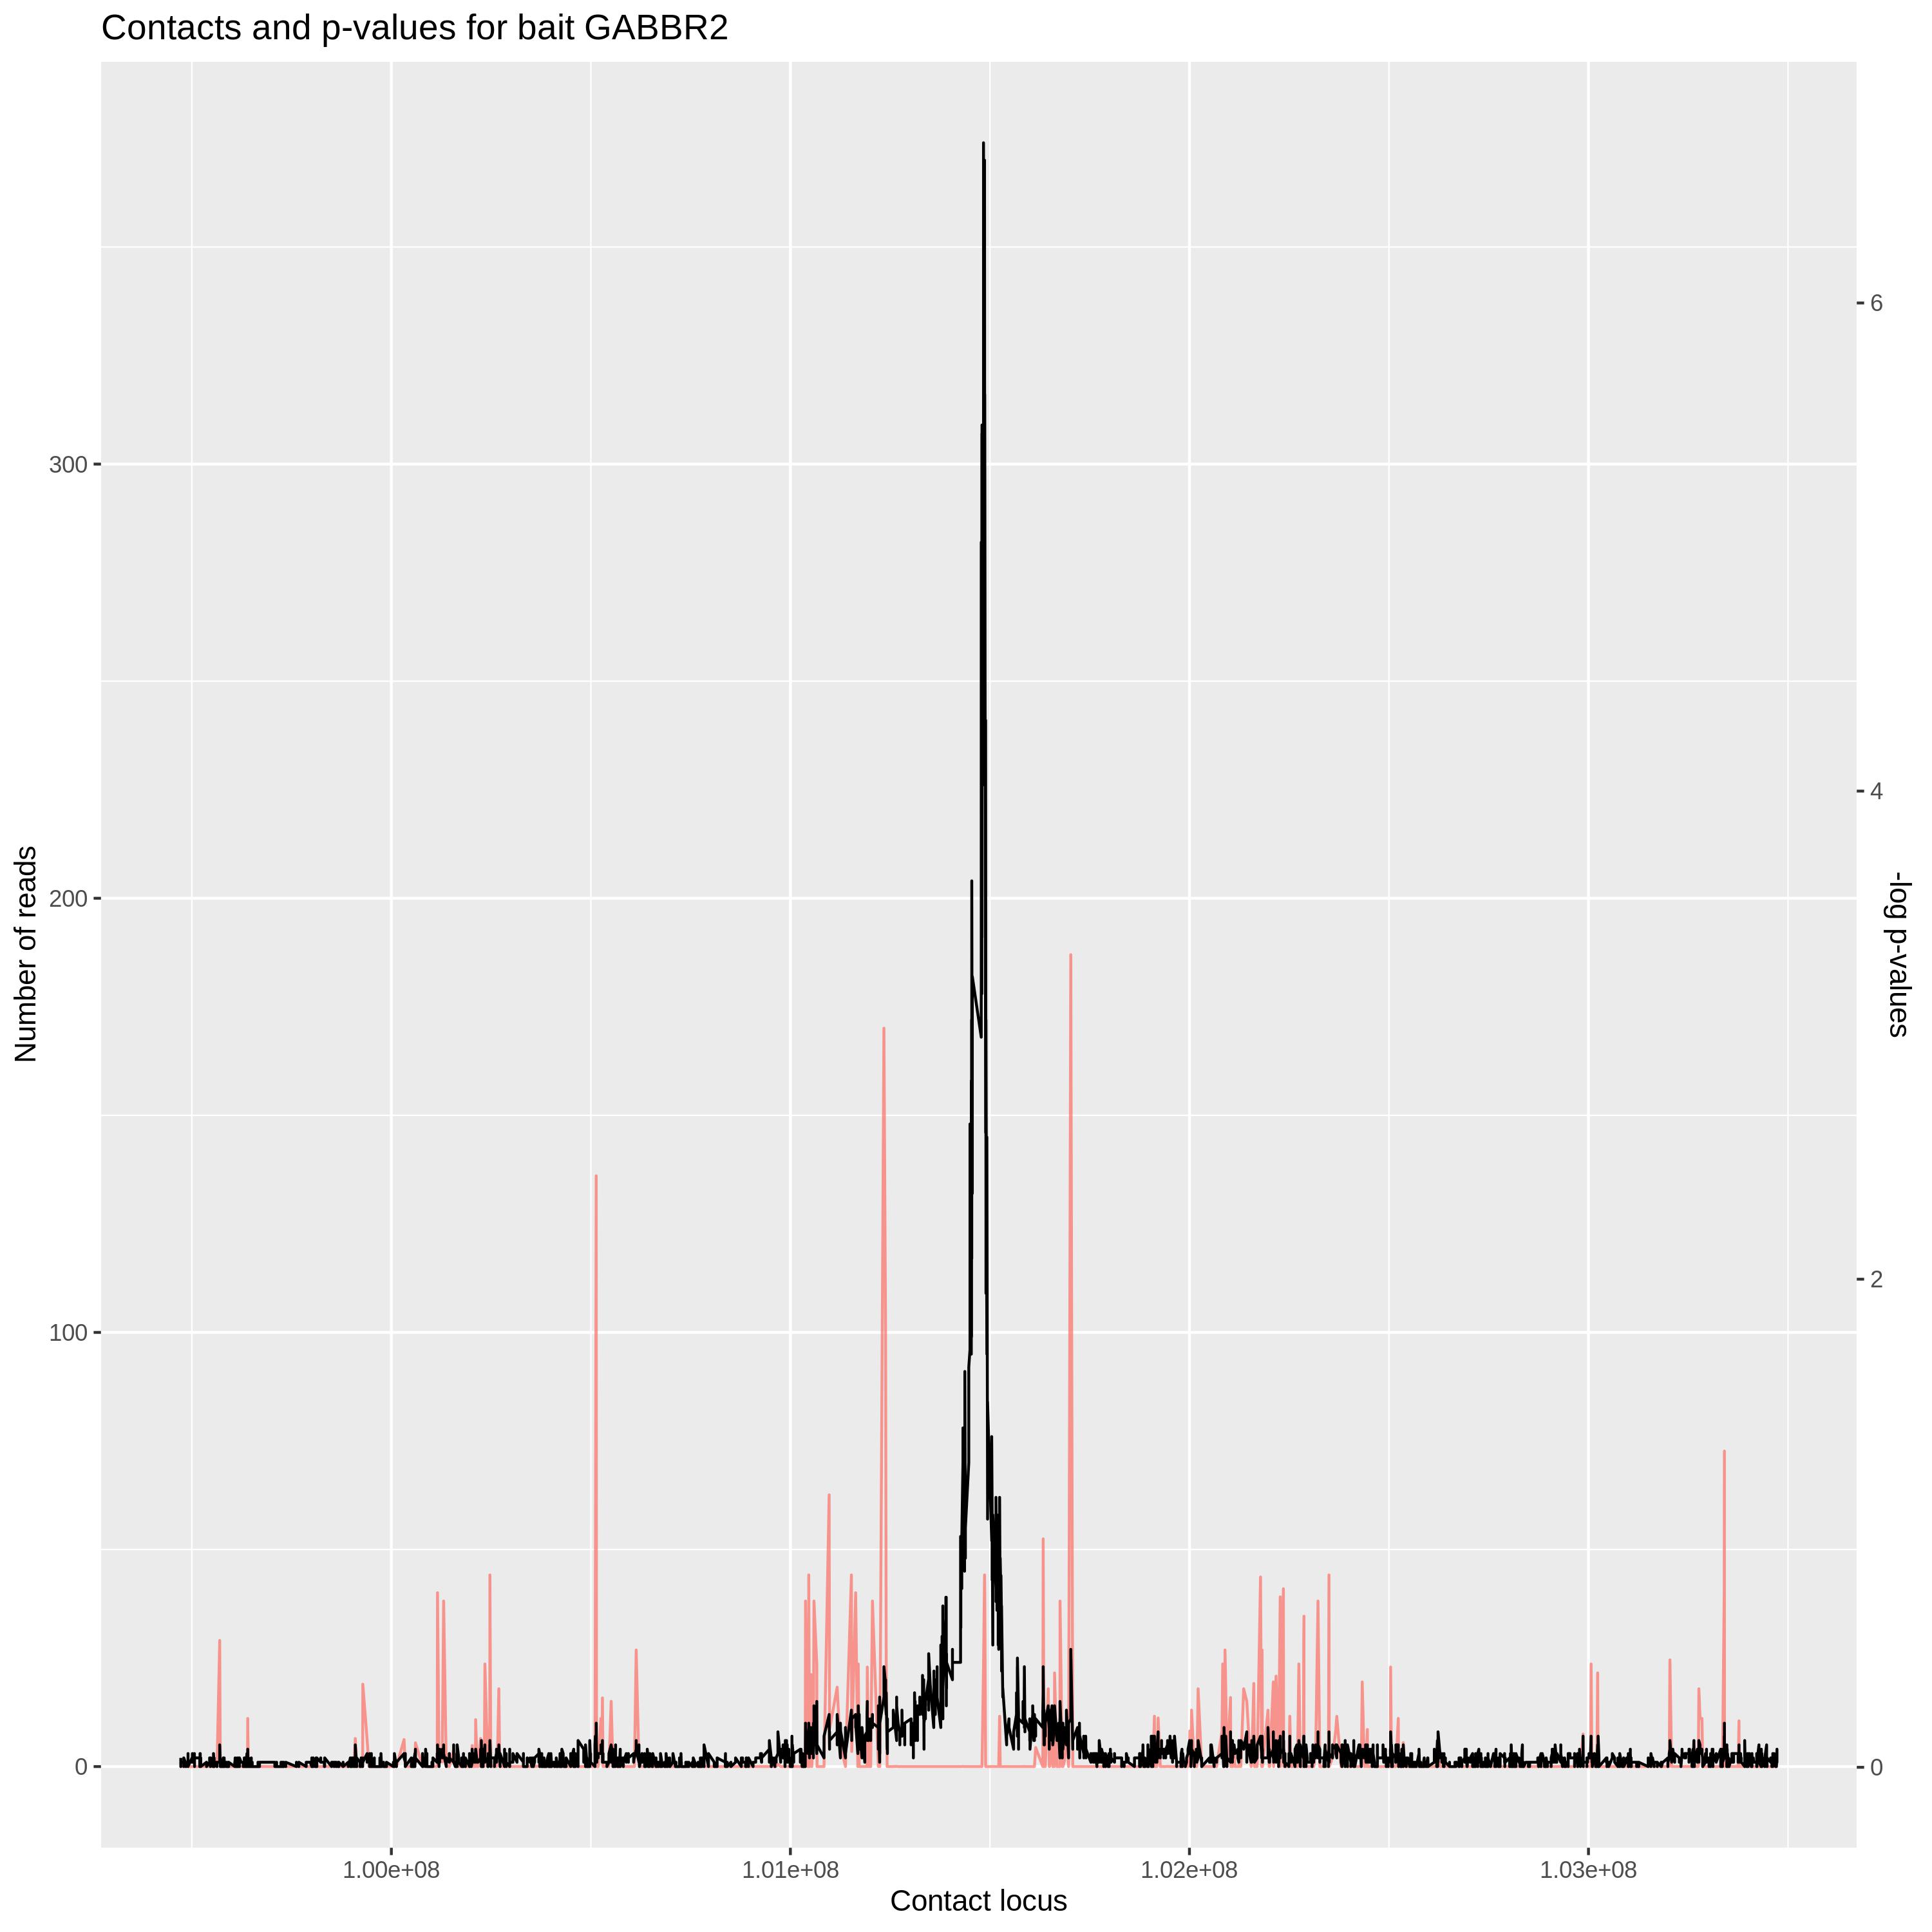 Contacts and p-values for bait GABBR2
Number of reads
300
200
100
0
6
4
2
0
-log p-values
1.00e+08
1.01e+08
1.02e+08
1.03e+08
Contact locus